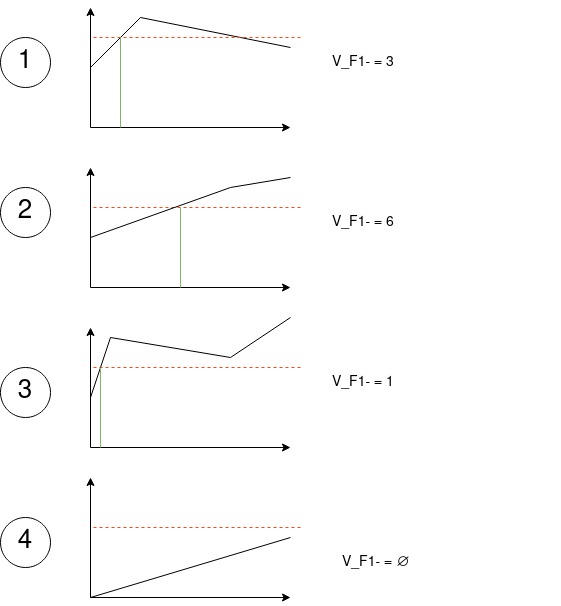 1
V_F1- = 3
2
V_F1- = 6
3
V_F1- = 1
4
V_F1- = ∅